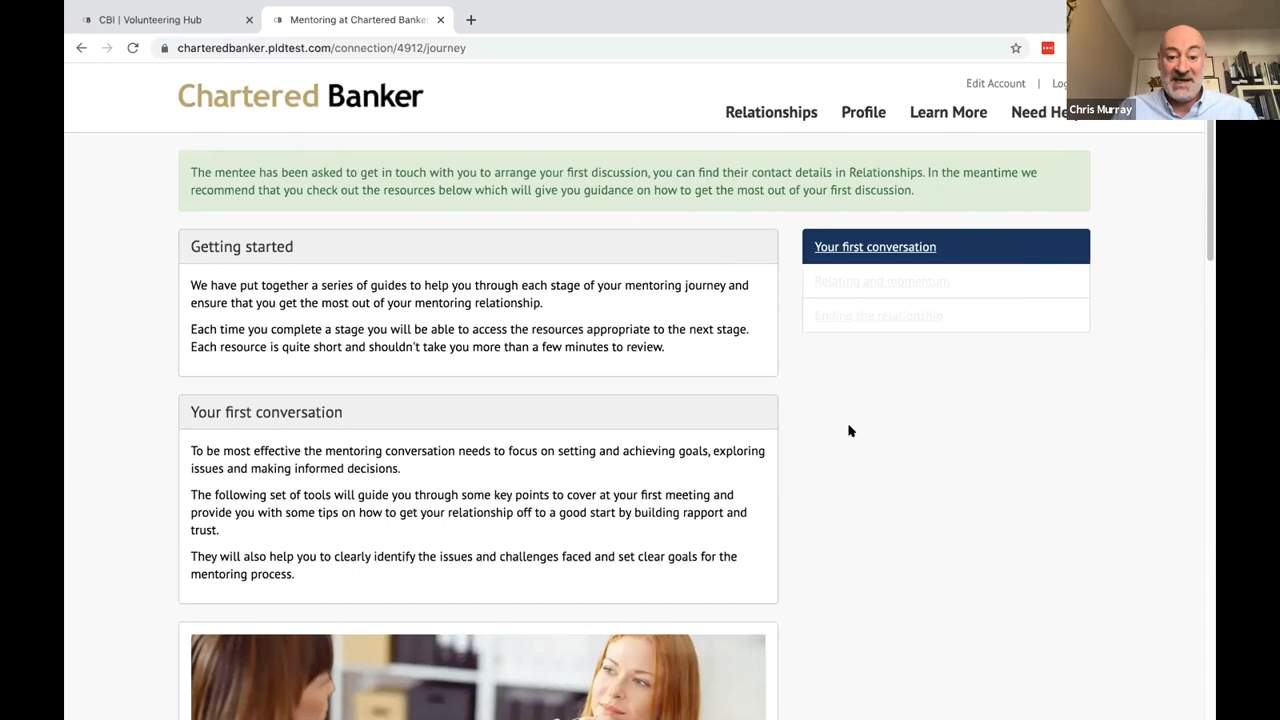 CBI | Volunteering Hub
Mentoring at Chartered Banker
charteredbanker.pldtest.com/connection/4912/journey
Chris Murray
Chartered Banker
Edit Account | Log
Relationships Profile Learn More Need
The mentee has been asked to get in touch with you to arrange your first discussion, you can find their contact details in Relationships. In the meantime we
recommend that you check out the resources below which will give you guidance on how to get the most out of your first discussion.
Getting started
We have put together a series of guides to help you through each stage of your mentoring journey and
ensure that you get the most out of your mentoring relationship.
Each time you complete a stage you will be able to access the resources appropriate to the next stage.
Each resource is quite short and shouldn't take you more than a few minutes to review.
Your first conversation
Relating and momentum
Ending the relationship
Your first conversation
To be most effective the mentoring conversation needs to focus on setting and achieving goals, exploring
issues and making informed decisions.
The following set of tools will guide you through some key points to cover at your first meeting and
provide you with some tips on how to get your relationship off to a good start by building rapport and
trust.
They will also help you to clearly identify the issues and challenges faced and set clear goals for the
mentoring process.